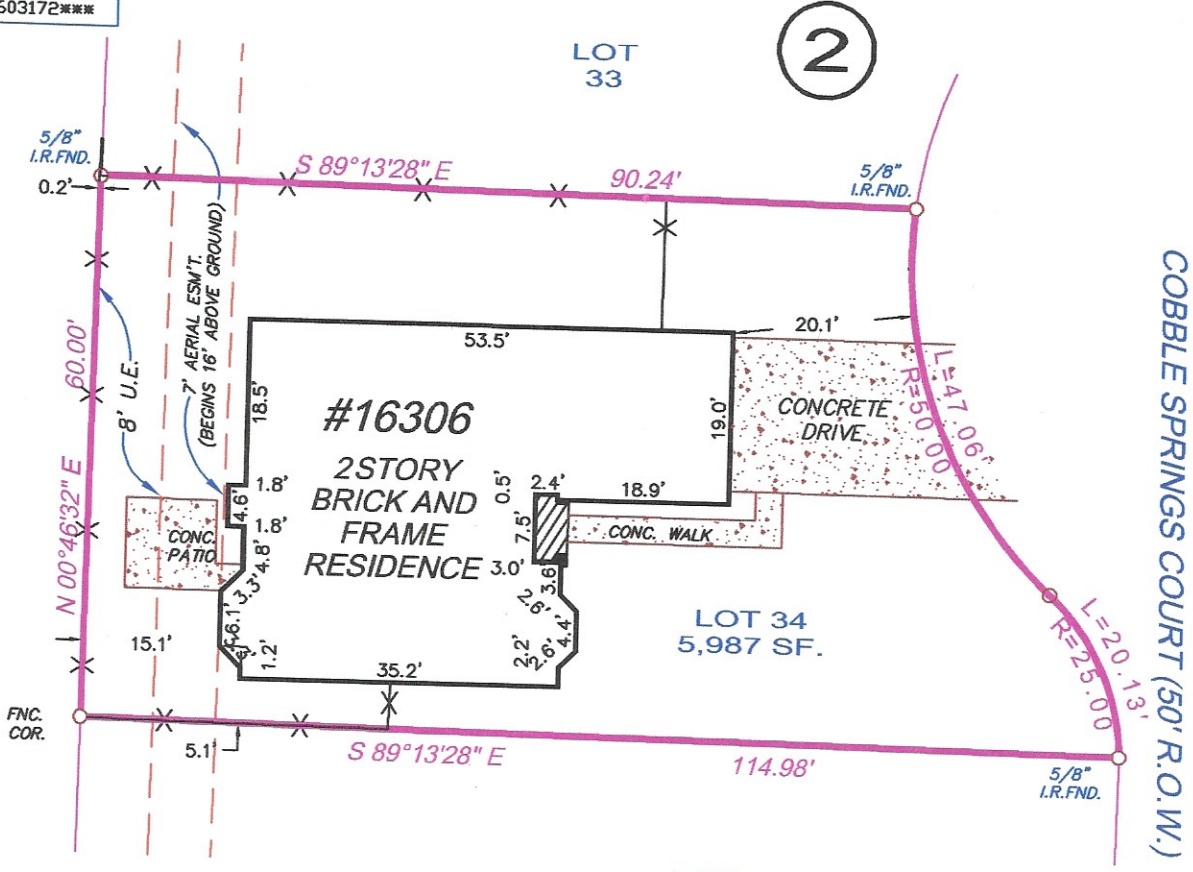 603172***
2
LOT
33
5/8"
I.R.FND.
0.2'
S 89°13'28" E
90.24'
5/8"
I.R.FND.
7' AERIAL ESM'T.
(BEGINS 16' ABOVE GROUND)
8' U.E.
N 00°46'32" E
60.00'
53.5'
20.1'
18.5'
#16306
2STORY
BRICK AND
FRAME
RESIDENCE
19.0'
CONCRETE
DRIVE
L=47.06'
R=50.00
COBBLE SPRINGS COURT (50' R.O.W.)
1.8'
4.6'
1.8'
4.8'
3.3'
6.1'
1.2'
CONC.
PATIO
0.5'
2.4'
18.9'
7.5'
CONC. WALK
3.0'
3.6'
2.6'
4.4'
2.2'
2.6'
LOT 34
5,987 SF.
L=20.13'
R=25.00
15.1'
35.2'
FNC.
COR.
5.1'
S 89°13'28" E
114.98'
5/8"
I.R.FND.